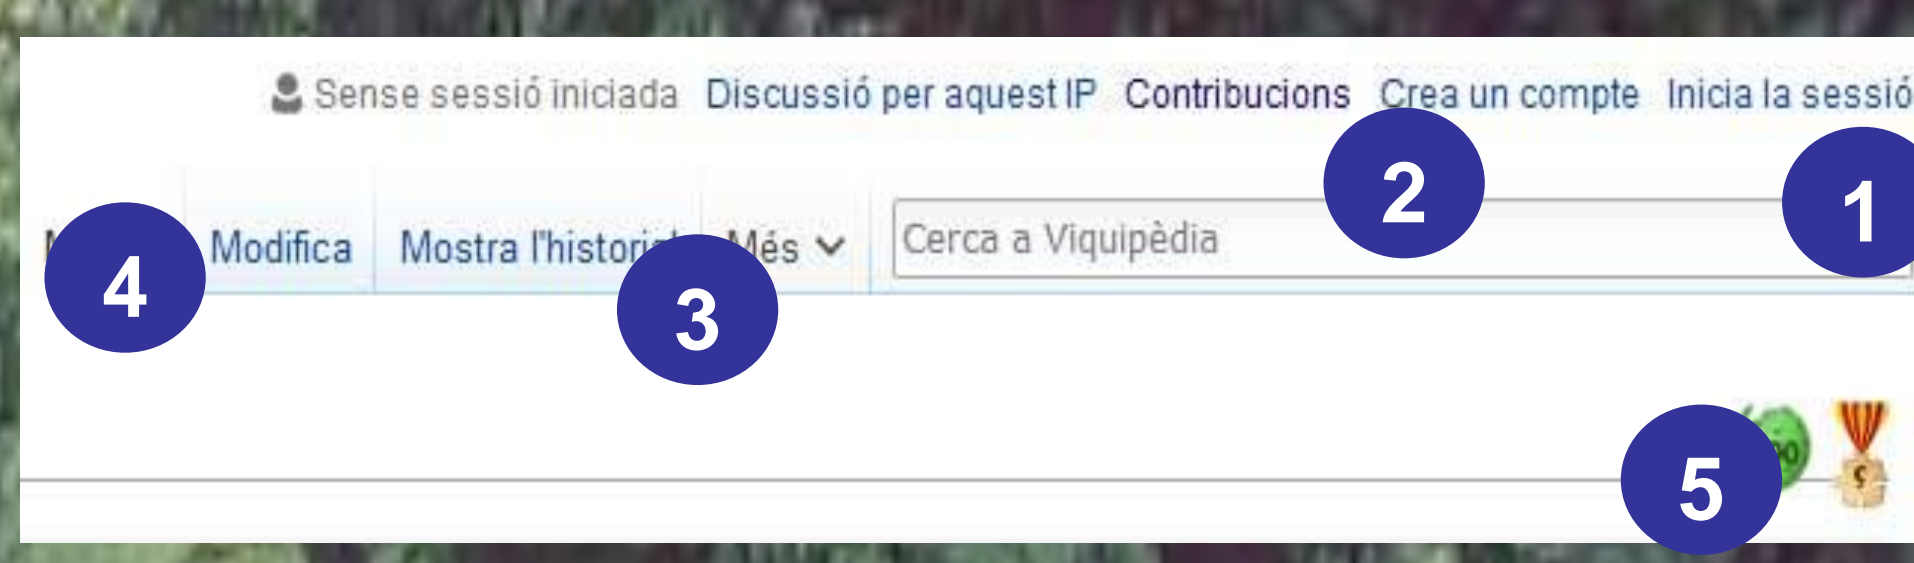 Sense sessió iniciada Discussió per aquest IP Contribucions Crea un compte Inicia la sessió
2
1
Modifica Mostra l'historial Més Cerca a Viquipèdia
4
3
5